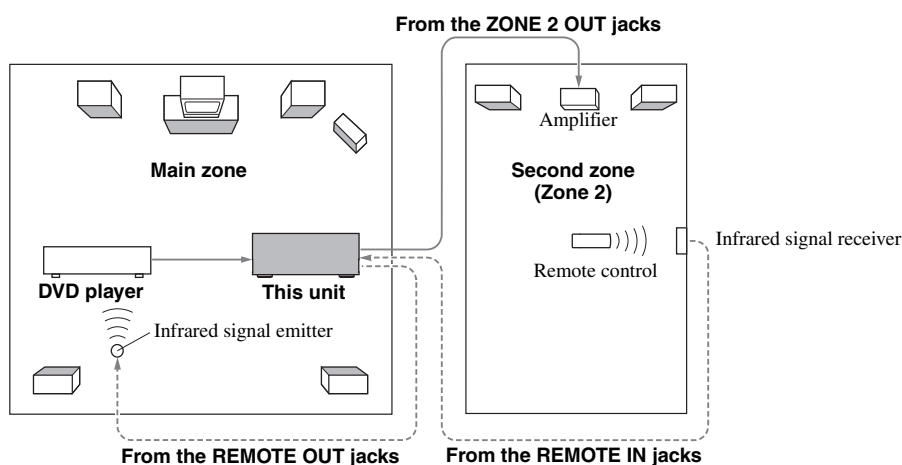 From the ZONE 2 OUT jacks
Amplifier
Main zone
Second zone
(Zone 2)
Infrared signal receiver
Remote control
DVD player
This unit
Infrared signal emitter
From the REMOTE OUT jacks
From the REMOTE IN jacks